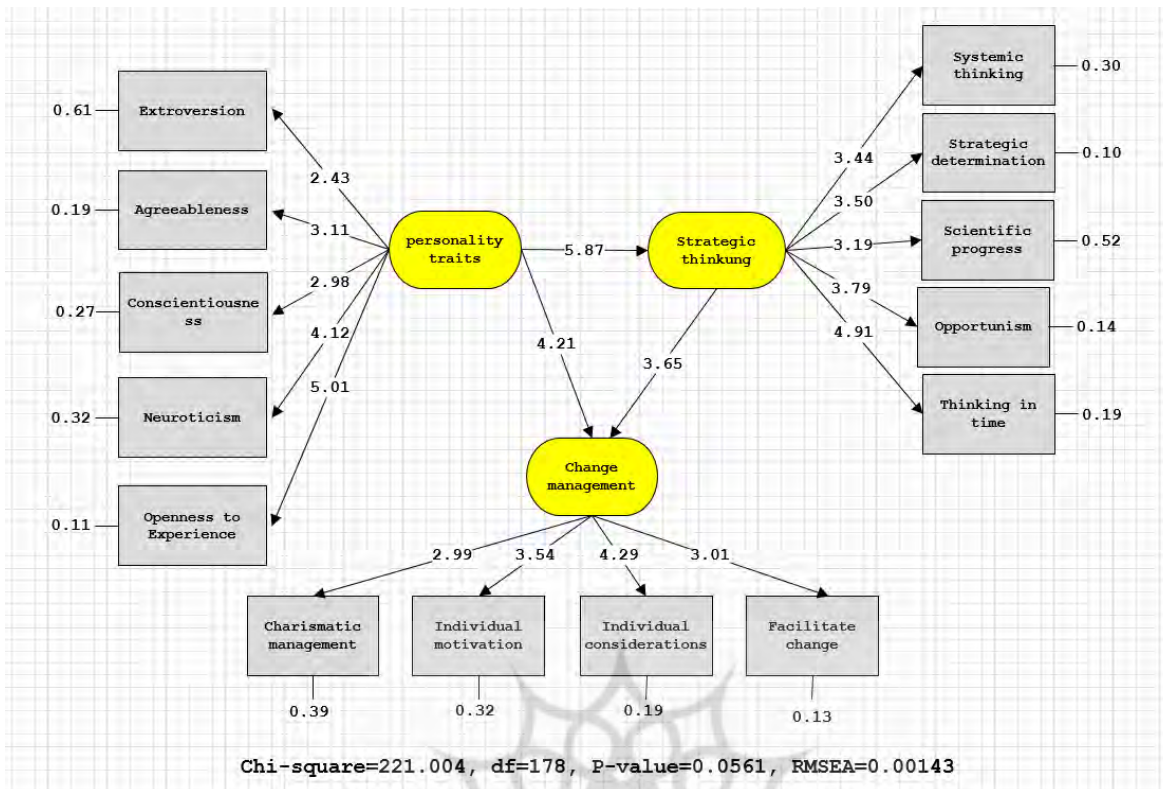 Extroversion
0.61
2.43
Agreeableness
0.19
3.11
Conscientiousne
ss
0.27
2.98
Neuroticism
0.32
4.12
Openness to
Experience
0.11
5.01
personality
traits
5.87
Strategic
thinkung
4.21
3.65
Systemic
thinking
0.30
3.44
Strategic
determination
0.10
3.50
Scientific
progress
0.52
3.19
Opportunism
0.14
3.79
Thinking in
time
0.19
4.91
Change
management
2.99
3.54
4.29
3.01
Charismatic
management
Individual
motivation
Individual
considerations
Facilitate
change
0.39
0.32
0.19
0.13
Chi-square=221.004, df=178, P-value=0.0561, RMSEA=0.00143